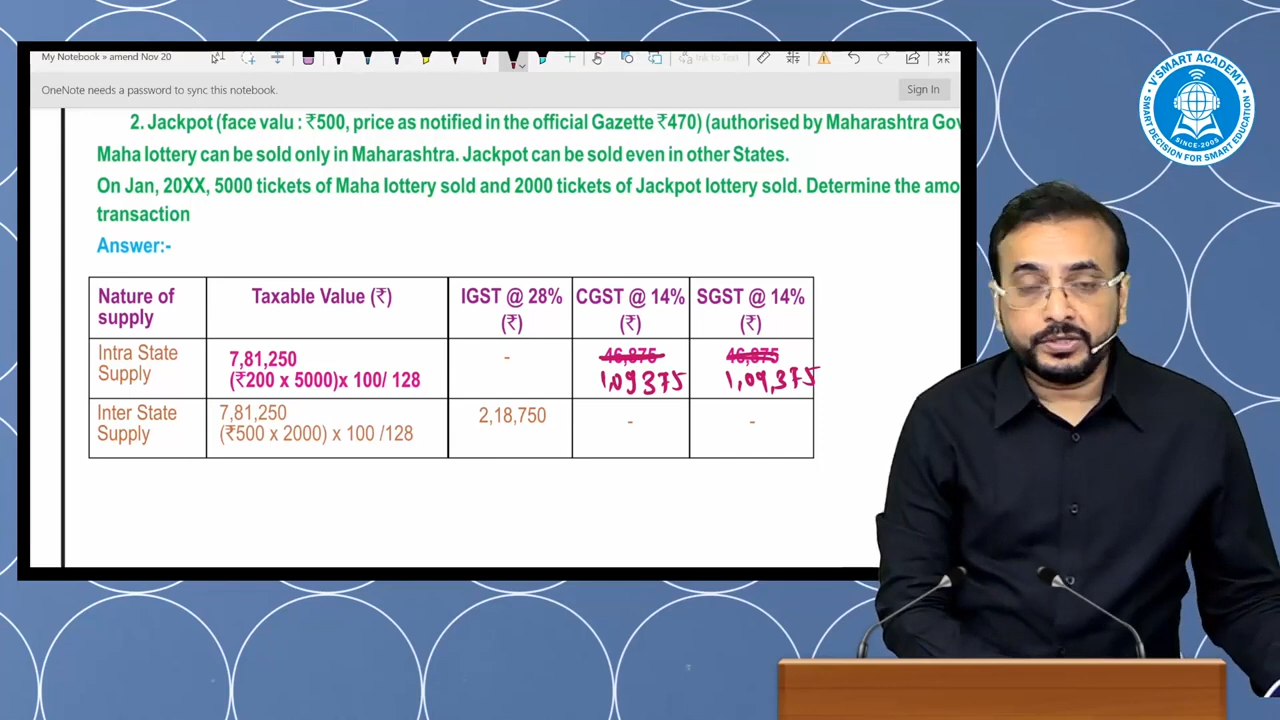 My Notebook » amend Nov 20
Ink to Text
OneNote needs a password to sync this notebook.
Sign In
2. Jackpot (face valu : ₹500, price as notified in the official Gazette ₹470) (authorised by Maharashtra Gov
Maha lottery can be sold only in Maharashtra. Jackpot can be sold even in other States.
On Jan, 20XX, 5000 tickets of Maha lottery sold and 2000 tickets of Jackpot lottery sold. Determine the amo
transaction
Answer:-
Nature of supply Taxable Value (₹) IGST @ 28% (₹) CGST @ 14% (₹) SGST @ 14% (₹)
Intra State Supply 7,81,250 (₹200 x 5000)x 100/ 128 - 46,875 1,09375 46,875 1,09,375
Inter State Supply 7,81,250 (₹500 x 2000) x 100 /128 2,18,750 - -
V'SMART ACADEMY
SMART DECISION FOR SMART EDUCATION
SINCE-2005